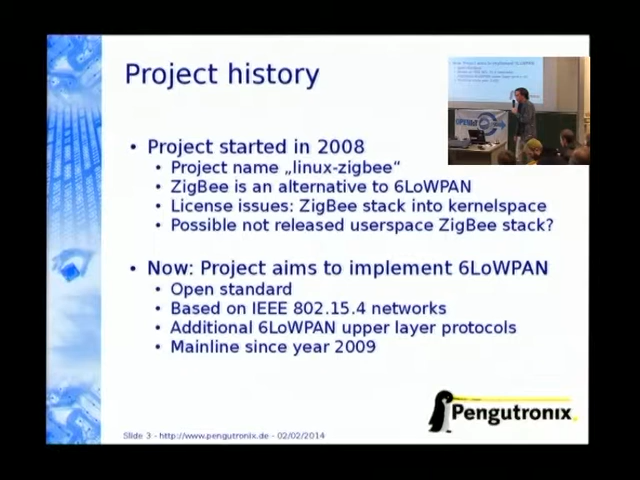 Project history
• Project started in 2008
• Project name „linux-zigbee“
• ZigBee is an alternative to 6LoWPAN
• License issues: ZigBee stack into kernelspace
• Possible not released userspace ZigBee stack?
• Now: Project aims to implement 6LoWPAN
• Open standard
• Based on IEEE 802.15.4 networks
• Additional 6LoWPAN upper layer protocols
• Mainline since year 2009
Pengutronix
Slide 3 - http://www.pengutronix.de - 02/02/2014